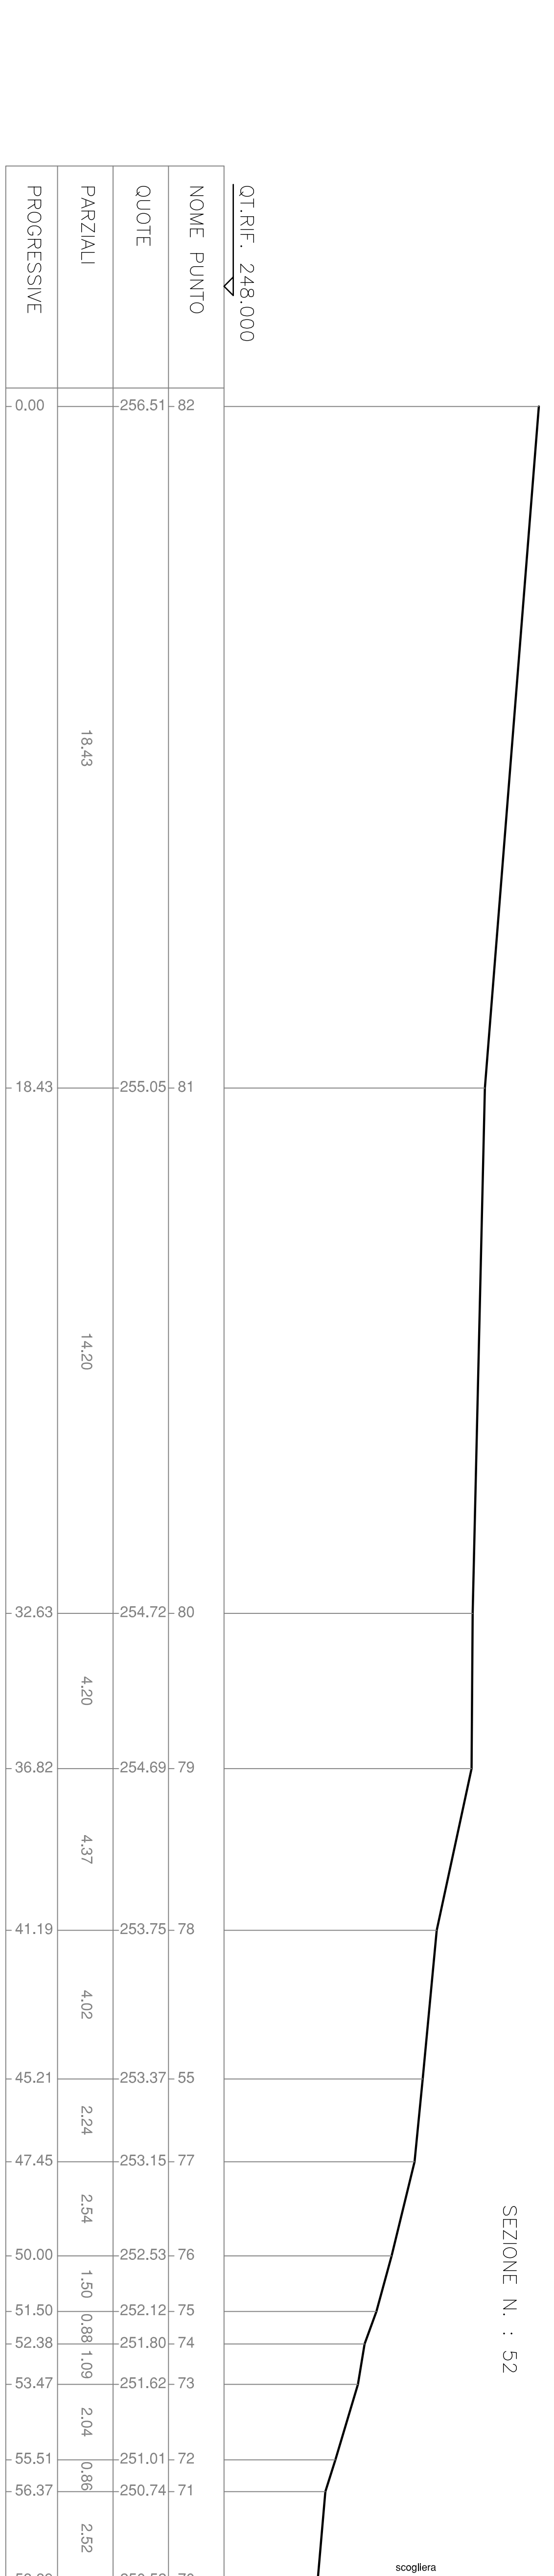 QT.RIF. 248.000
NOME PUNTO
QUOTE
PARZIALI
PROGRESSIVE
0.00 256.51 82
18.43
18.43 255.05 81
14.20
32.63 254.72 80
4.20
36.82 254.69 79
4.37
41.19 253.75 78
4.02
45.21 253.37 55
2.24
47.45 253.15 77
2.54
50.00 252.53 76
1.50
51.50 252.12 75
0.88
52.38 251.80 74
1.09
53.47 251.62 73
2.04
55.51 251.01 72
0.86
56.37 250.74 71
2.52
SEZIONE N. : 52
scogliera